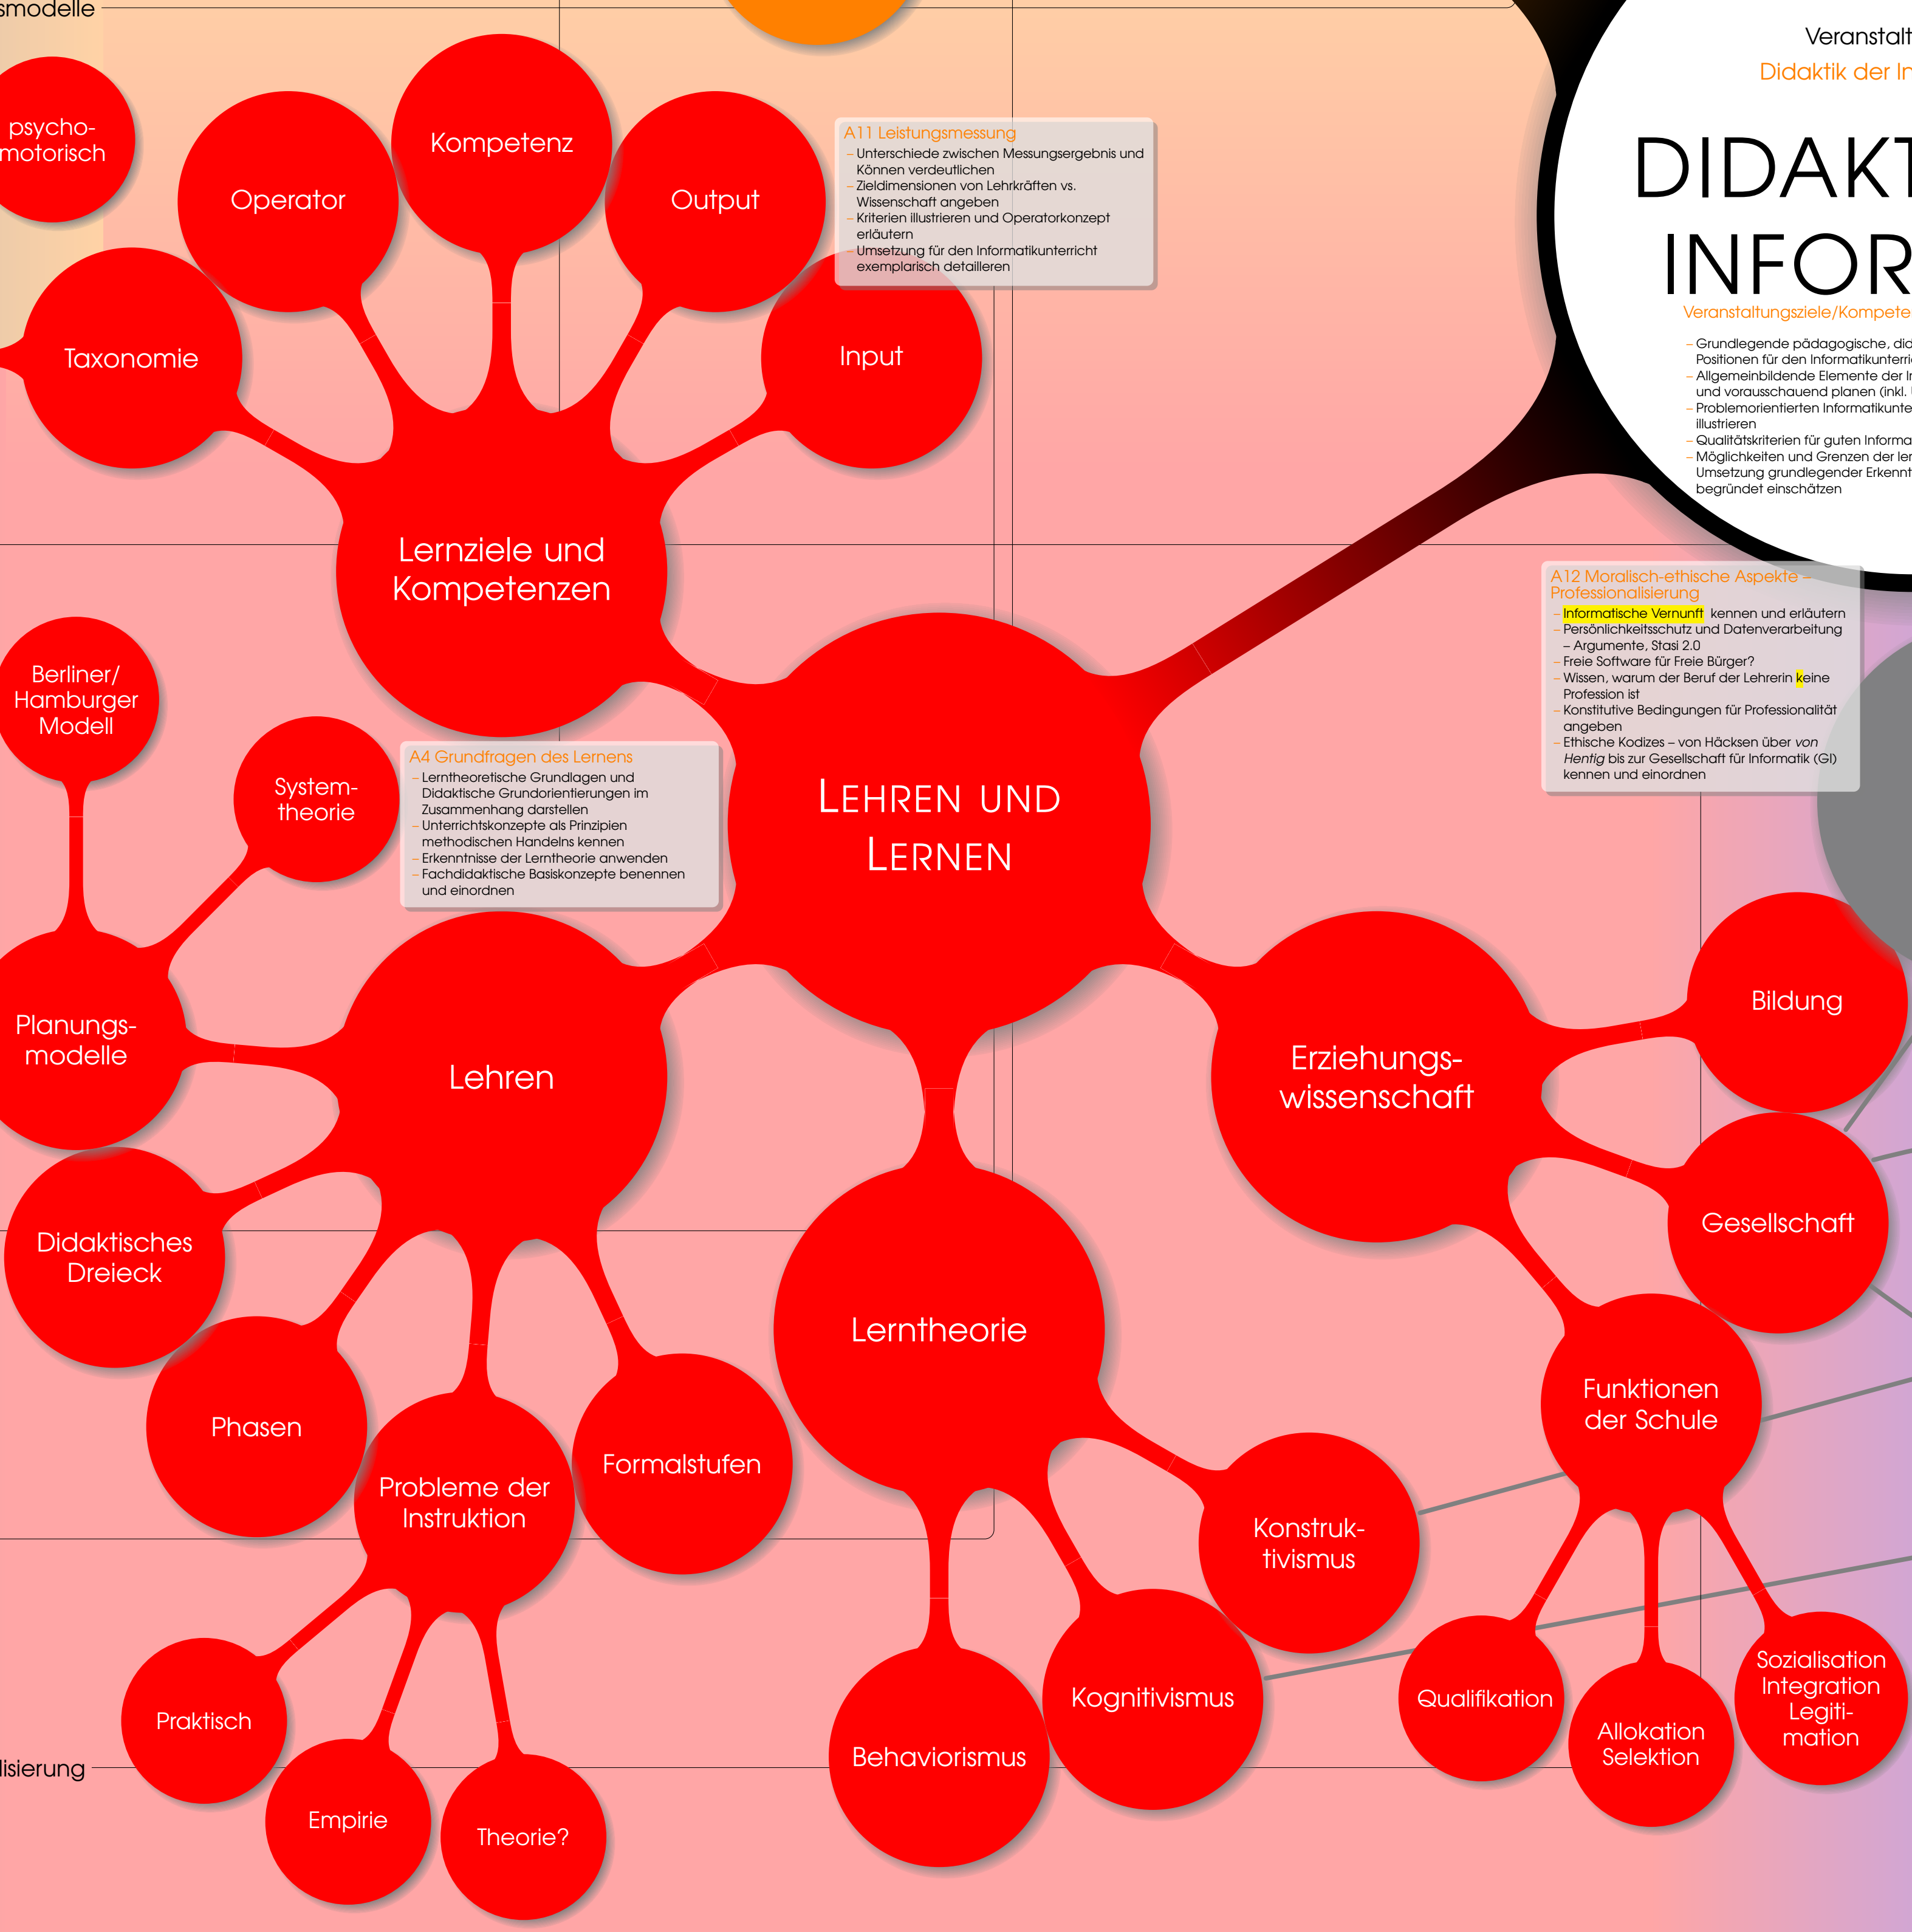 smodelle
psycho-
motorisch
Operator
Kompetenz
Output
Taxonomie
Input
A11 Leistungsmessung
– Unterschiede zwischen Messungsergebnis und
Können verdeutlichen
– Zieldimensionen von Lehrkräften vs.
Wissenschaft angeben
– Kriterien illustrieren und Operatorkonzept
erläutern
– Umsetzung für den Informatikunterricht
exemplarisch detailleren
Veranstalt
Didaktik der In
DIDAKT
INFOR
Veranstaltungsziele/Kompete
– Grundlegende pädagogische, did
Positionen für den Informatikunterri
– Allgemeinbildende Elemente der I
und vorausschauend planen (inkl.
– Problemorientierten Informatikunte
illustrieren
– Qualitätskriterien für guten Informa
– Möglichkeiten und Grenzen der ler
Umsetzung grundlegender Erkennt
begründet einschätzen
Lernziele und
Kompetenzen
A12 Moralisch-ethische Aspekte –
Professionalisierung
– Informatische Vernunft kennen und erläutern
– Persönlichkeitsschutz und Datenverarbeitung
– Argumente, Stasi 2.0
– Freie Software für Freie Bürger?
– Wissen, warum der Beruf der Lehrerin keine
Profession ist
– Konstitutive Bedingungen für Professionalität
angeben
– Ethische Kodizes – von Häcksen über von
Hentig bis zur Gesellschaft für Informatik (GI)
kennen und einordnen
Berliner/
Hamburger
Modell
System-
theorie
A4 Grundfragen des Lernens
– Lerntheoretische Grundlagen und
Didaktische Grundorientierungen im
Zusammenhang darstellen
– Unterrichtskonzepte als Prinzipien
methodischen Handelns kennen
– Erkenntnisse der Lerntheorie anwenden
– Fachdidaktische Basiskonzepte benennen
und einordnen
LEHREN UND
LERNEN
Planungs-
modelle
Lehren
Erziehungs-
wissenschaft
Bildung
Gesellschaft
Didaktisches
Dreieck
Phasen
Probleme der
Instruktion
Formalstufen
Lerntheorie
Funktionen
der Schule
Konstruk-
tivismus
Praktisch
Empirie
Theorie?
Behaviorismus
Kognitivismus
Qualifikation
Allokation
Selektion
Sozialisation
Integration
Legiti-
mation
lisierung